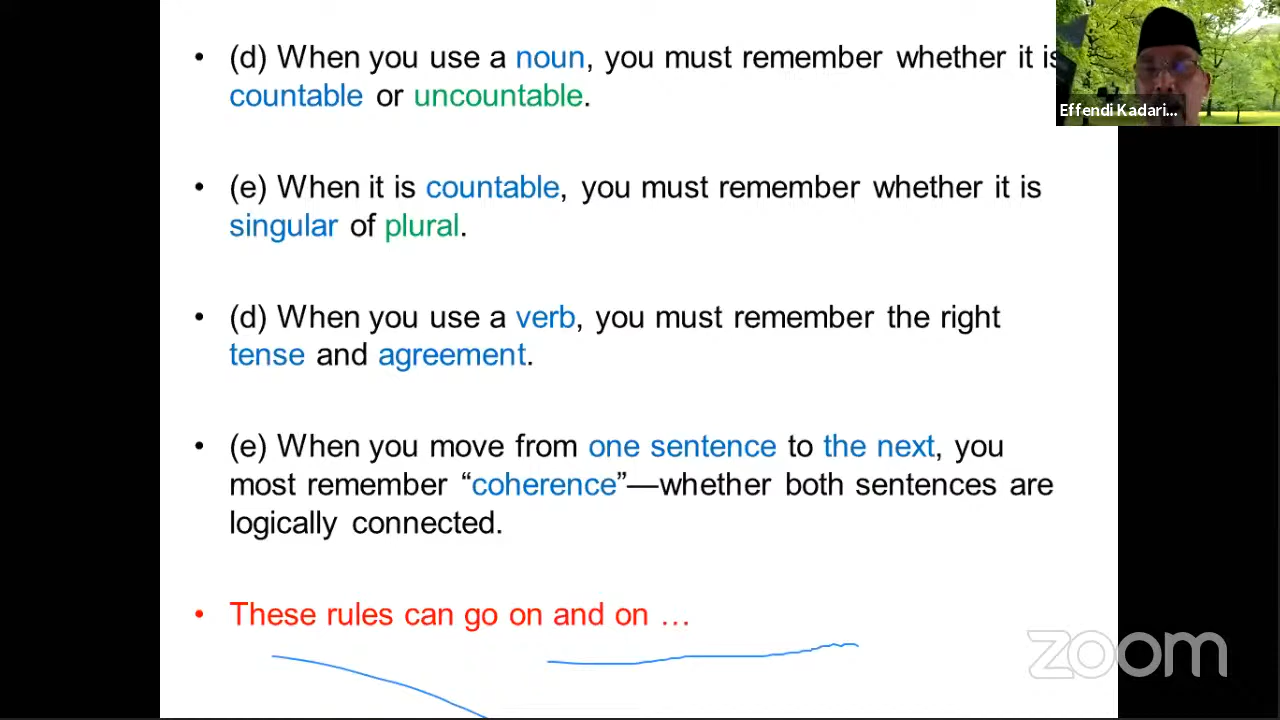 • (d) When you use a noun, you must remember whether it is
countable or uncountable.
• (e) When it is countable, you must remember whether it is
singular of plural.
• (d) When you use a verb, you must remember the right
tense and agreement.
• (e) When you move from one sentence to the next, you
most remember “coherence”—whether both sentences are
logically connected.
• These rules can go on and on …
Effendi Kadari...
zoom